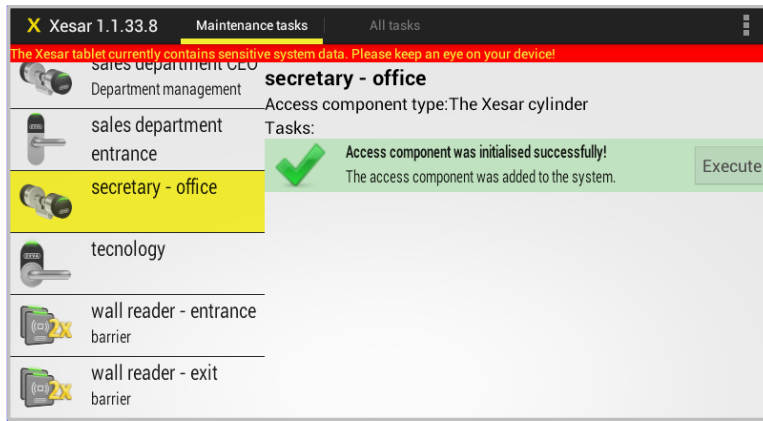 X Xesar 1.1.33.8
Maintenance tasks
All tasks
The Xesar tablet currently contains sensitive system data. Please keep an eye on your device!
sales department CEO
Department management
sales department
entrance
secretary - office
tecnology
wall reader - entrance
barrier
wall reader - exit
barrier
secretary - office
Access component type:The Xesar cylinder
Tasks:
Access component was initialised successfully!
The access component was added to the system.
Execute
2x
2x